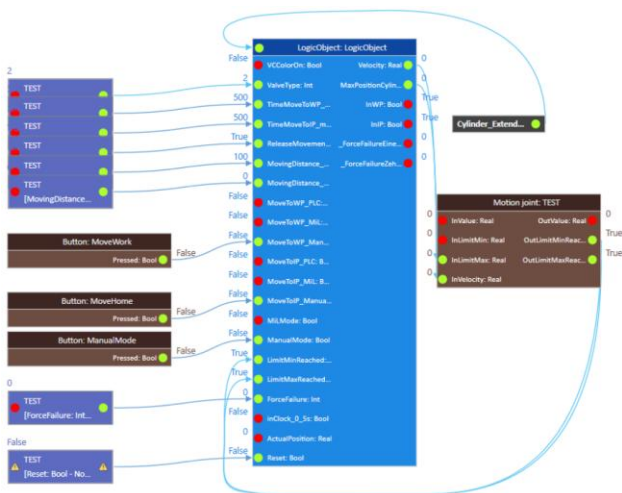 LogicObject: LogicObject
False
VCColorOn: Bool
Velocity: Real
0
2
ValveType: Int
MaxPositionCylin...
0
500
TimeMoveToWP_...
InWP: Bool
True
500
TimeMoveToIP_m...
InIP: Bool
True
True
ReleaseMovemen...
_ForceFailureEine...
0
100
MovingDistance_...
_ForceFailureZeh...
0
0
MovingDistance_...
False
MoveToWP_PLC:...
False
MoveToWP_MiL:...
False
MoveToWP_Man...
False
MoveToIP_PLC: B...
False
MoveToIP_MiL: B...
False
MoveToIP_Manua...
False
MiLMode: Bool
False
ManualMode: Bool
True
LimitMinReached:...
True
LimitMaxReached...
0
ForceFailure: Int
False
inClock_0_5s: Bool
0
ActualPosition: Real
False
Reset: Bool
2
TEST
TEST
TEST
TEST
TEST
TEST
[MovingDistance...
Button: MoveWork
Pressed: Bool
False
Button: MoveHome
Pressed: Bool
False
Button: ManualMode
Pressed: Bool
False
0
TEST
[ForceFailure: Int...
False
TEST
[Reset: Bool - No...
Cylinder_Extend...
Motion joint: TEST
0
InValue: Real
OutValue: Real
0
0
InLimitMin: Real
OutLimitMinReac...
True
0
InLimitMax: Real
OutLimitMaxReac...
True
0
InVelocity: Real